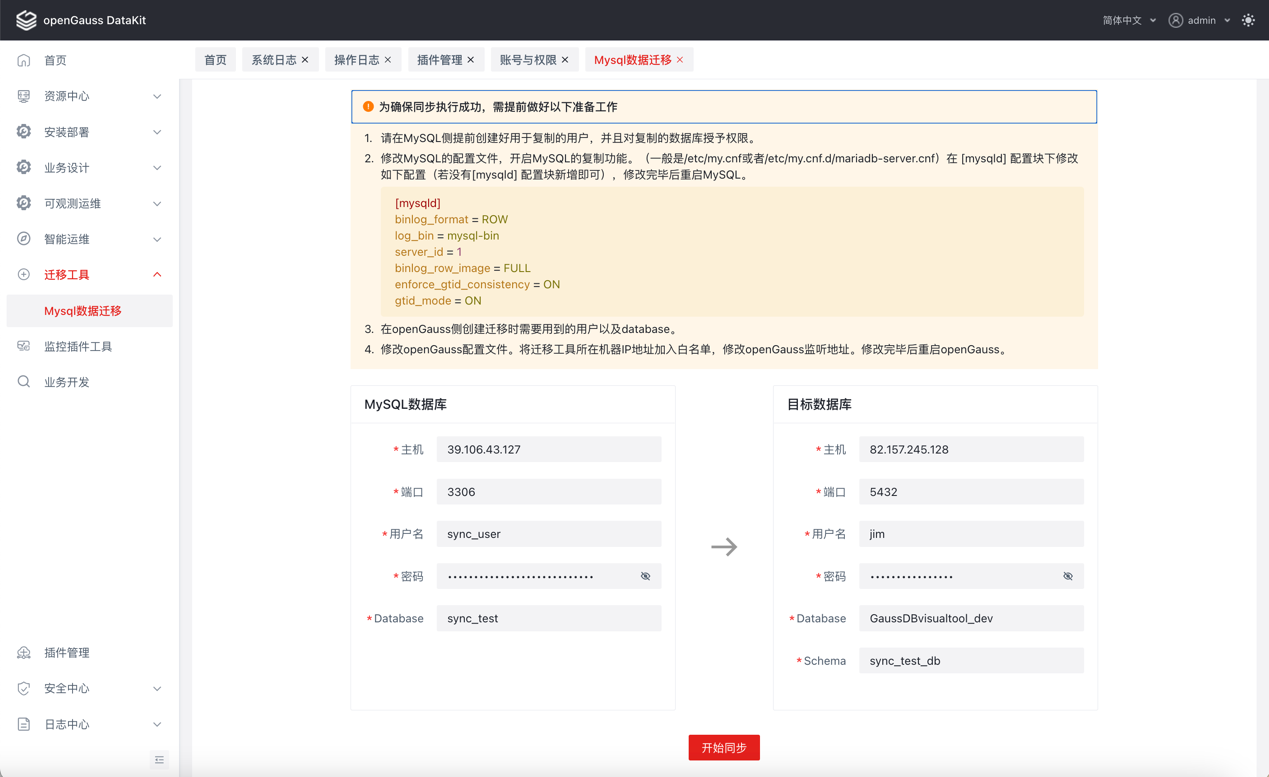 openGauss DataKit
简体中文
admin
首页
资源中心
安装部署
业务设计
可观测运维
智能运维
迁移工具
Mysql数据迁移
监控插件工具
业务开发
插件管理
安全中心
日志中心
首页
系统日志
操作日志
插件管理
账号与权限
Mysql数据迁移
为确保同步执行成功，需提前做好以下准备工作
1. 请在MySQL侧提前创建好用于复制的用户，并且对复制的数据库授予权限。
2. 修改MySQL的配置文件，开启MySQL的复制功能。（一般是/etc/my.cnf或者/etc/my.cnf.d/mariadb-server.cnf）在 [mysqld] 配置块下修改
如下配置（若没有[mysqld] 配置块新增即可），修改完毕后重启MySQL。
[mysqld]
binlog_format = ROW
log_bin = mysql-bin
server_id = 1
binlog_row_image = FULL
enforce_gtid_consistency = ON
gtid_mode = ON
3. 在openGauss侧创建迁移时需要用到的用户以及database。
4. 修改openGauss配置文件。将迁移工具所在机器IP地址加入白名单，修改openGauss监听地址。修改完毕后重启openGauss。
MySQL数据库
*主机 39.106.43.127
*端口 3306
*用户名 sync_user
*密码 ····························
*Database sync_test
目标数据库
*主机 82.157.245.128
*端口 5432
*用户名 jim
*密码 ················
*Database GaussDBvisualtool_dev
*Schema sync_test_db
开始同步